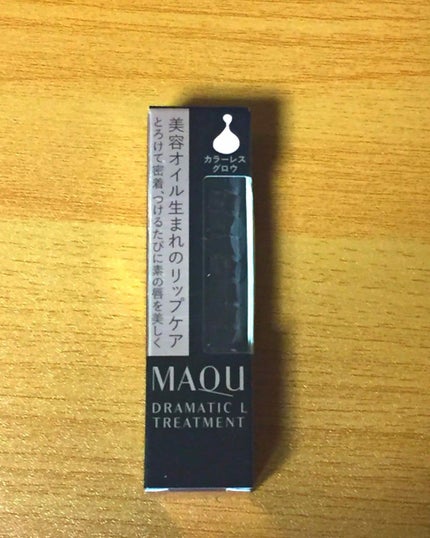 美容オイル生まれのリップケア
とろけて密着、つけるたびに素の唇を美しく
カラーレス
グロウ
MAQU
DRAMATIC L
TREATMENT